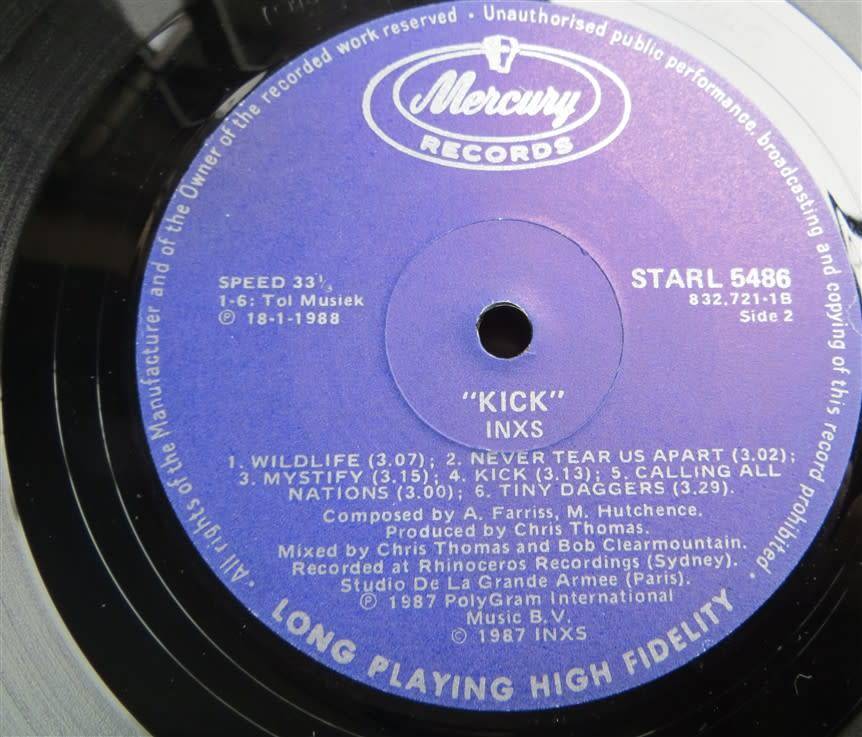 · All rights of the Manufacturer and of the Owner of the recorded work reserved · Unauthorised public performance, broadcasting and copying of this record prohibited ·
Mercury
RECORDS
SPEED 33⅓
1-6: Tol Musiek
℗ 18-1-1988
STARL 5486
832.721-1B
Side 2
"KICK"
INXS
1. WILDLIFE (3.07); 2. NEVER TEAR US APART (3.02);
3. MYSTIFY (3.15); 4. KICK (3.13); 5. CALLING ALL
NATIONS (3.00); 6. TINY DAGGERS (3.29).
Composed by A. Farriss, M. Hutchence.
Produced by Chris Thomas.
Mixed by Chris Thomas and Bob Clearmountain.
Recorded at Rhinoceros Recordings (Sydney).
Studio De La Grande Armee (Paris).
℗ 1987 PolyGram International
Music B.V.
© 1987 INXS
LONG PLAYING HIGH FIDELITY